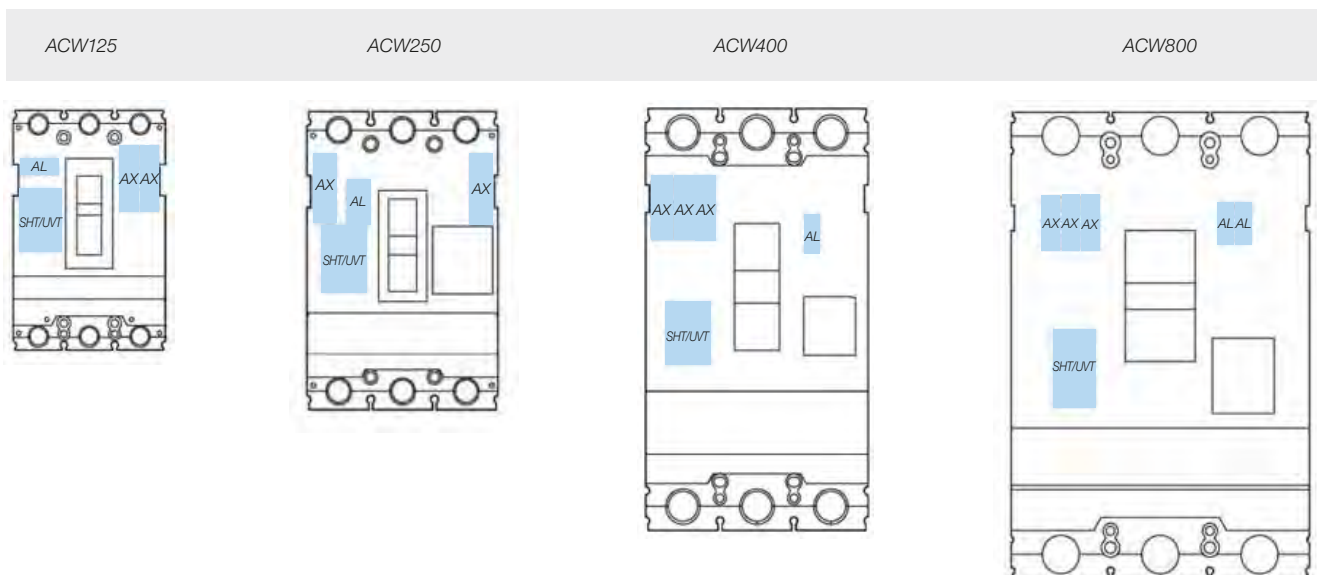 ACW125 ACW250 ACW400 ACW800
AL
AX AX
SHT/UVT
AX
AL
AX
SHT/UVT
AX AX AX
AL
SHT/UVT
AX AX AX
AL AL
SHT/UVT